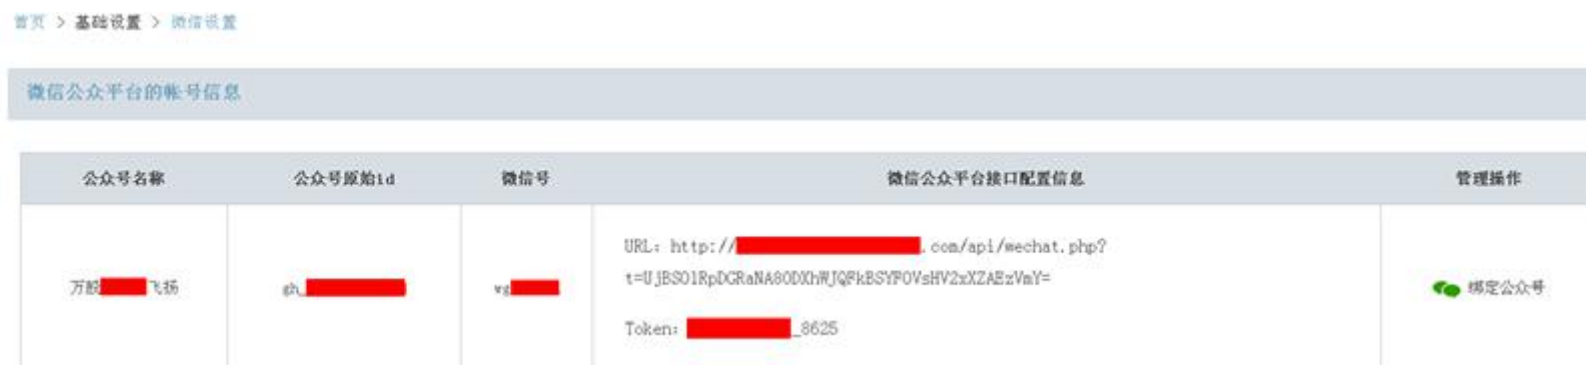 首页 > 基础设置 > 微信设置
微信公众平台的帐号信息
公众号名称 公众号原始id 微信号 微信公众平台接口配置信息 管理操作
URL: http:// .com/api/wechat.php?
万股 飞扬 gh_ wg 绑定公众号
Token: _8625